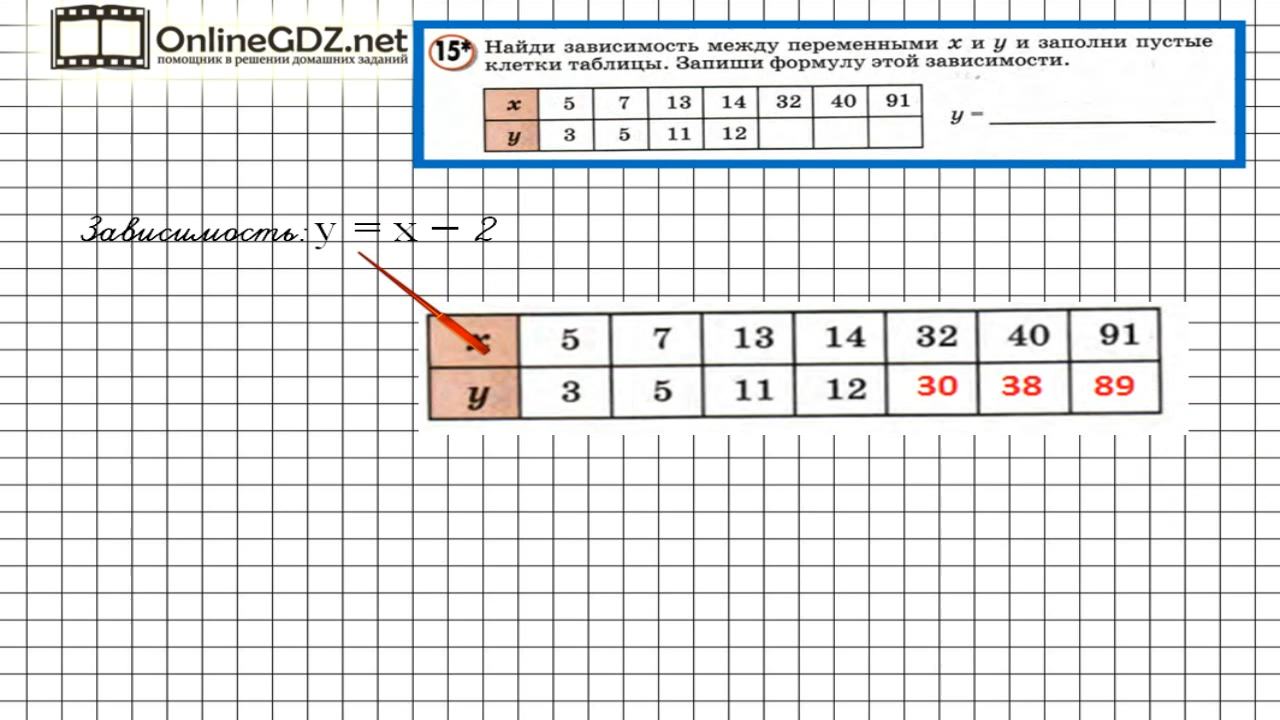 OnlineGDZ.net
помощник в решении домашних заданий
15* Найди зависимость между переменными x и y и заполни пустые
клетки таблицы. Запиши формулу этой зависимости.
x 5 7 13 14 32 40 91
y 3 5 11 12
y =
Зависимость: y = x − 2
x 5 7 13 14 32 40 91
y 3 5 11 12 30 38 89